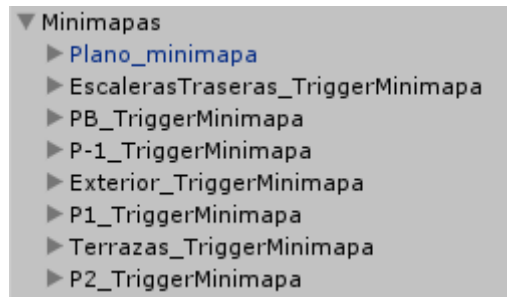 Minimapas
Plano_minimapa
EscalerasTraseras_TriggerMinimapa
PB_TriggerMinimapa
P-1_TriggerMinimapa
Exterior_TriggerMinimapa
P1_TriggerMinimapa
Terrazas_TriggerMinimapa
P2_TriggerMinimapa